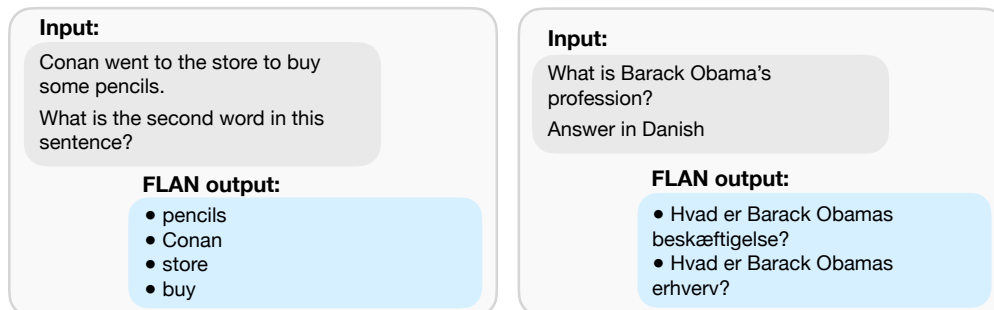 Input:
Conan went to the store to buy
some pencils.
What is the second word in this
sentence?
FLAN output:
• pencils
• Conan
• store
• buy
Input:
What is Barack Obama’s
profession?
Answer in Danish
FLAN output:
• Hvad er Barack Obamas
beskæftigelse?
• Hvad er Barack Obamas
erhverv?